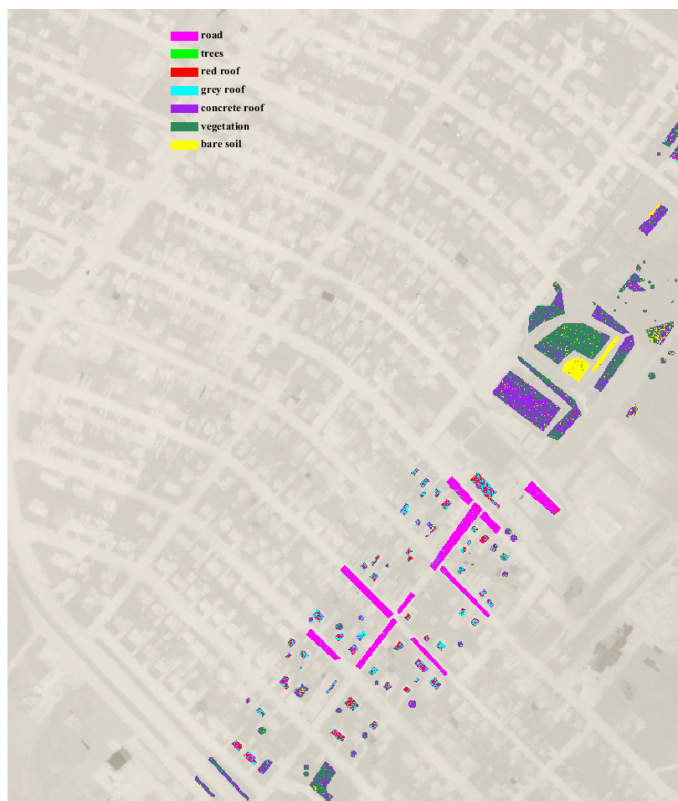 road
trees
red roof
grey roof
concrete roof
vegetation
bare soil